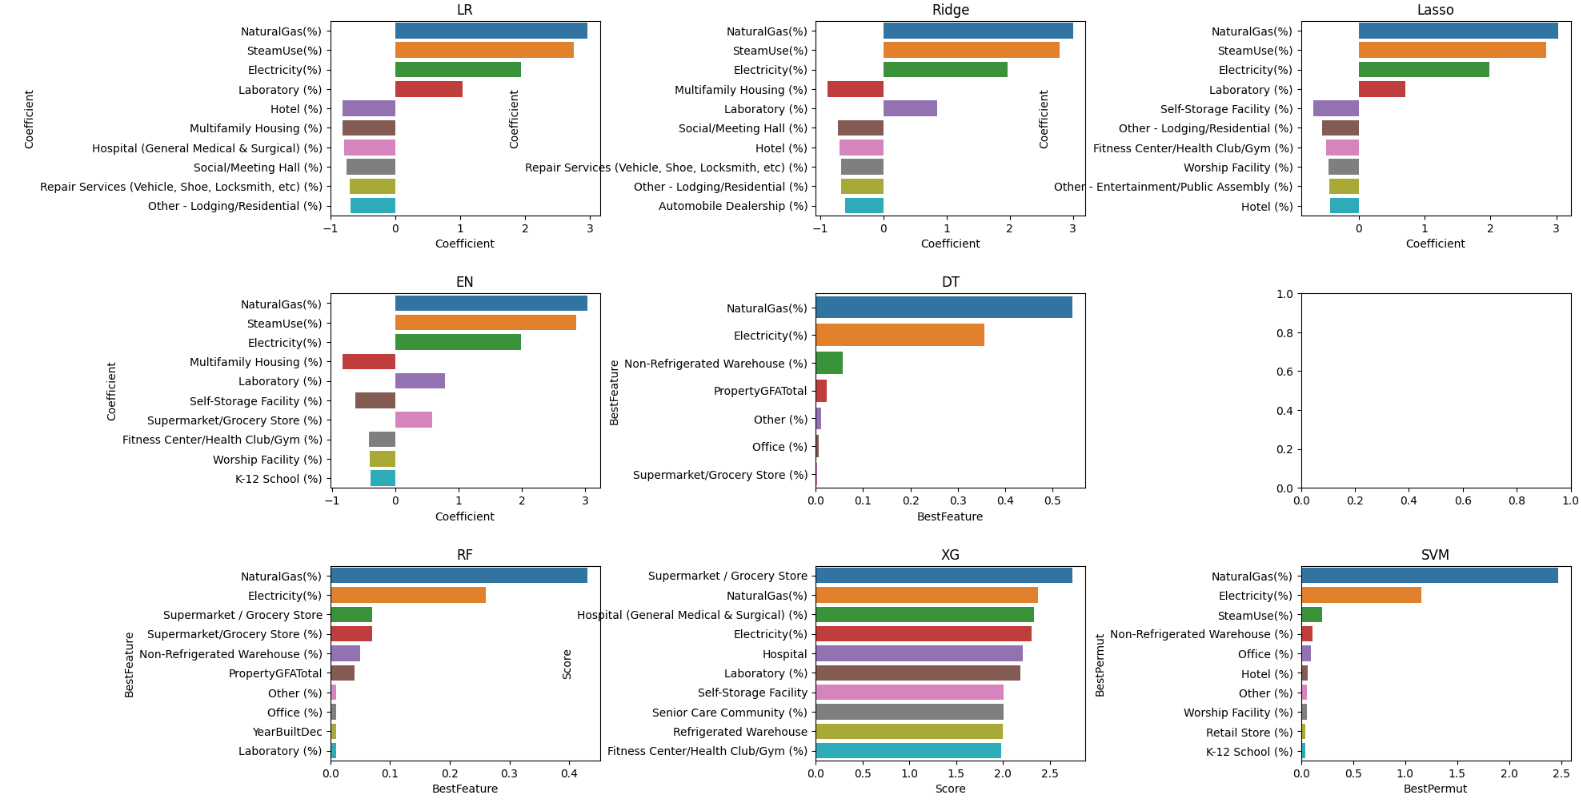 LR
NaturalGas(%)
SteamUse(%)
Electricity(%)
Laboratory (%)
Hotel (%)
Multifamily Housing (%)
Hospital (General Medical & Surgical) (%)
Social/Meeting Hall (%)
Repair Services (Vehicle, Shoe, Locksmith, etc) (%)
Other - Lodging/Residential (%)
Coefficient
−1 0 1 2 3
Coefficient
Ridge
NaturalGas(%)
SteamUse(%)
Electricity(%)
Multifamily Housing (%)
Laboratory (%)
Social/Meeting Hall (%)
Hotel (%)
Repair Services (Vehicle, Shoe, Locksmith, etc) (%)
Other - Lodging/Residential (%)
Automobile Dealership (%)
Coefficient
−1 0 1 2 3
Coefficient
Lasso
NaturalGas(%)
SteamUse(%)
Electricity(%)
Laboratory (%)
Self-Storage Facility (%)
Other - Lodging/Residential (%)
Fitness Center/Health Club/Gym (%)
Worship Facility (%)
Other - Entertainment/Public Assembly (%)
Hotel (%)
Coefficient
0 1 2 3
Coefficient
EN
NaturalGas(%)
SteamUse(%)
Electricity(%)
Multifamily Housing (%)
Laboratory (%)
Self-Storage Facility (%)
Supermarket/Grocery Store (%)
Fitness Center/Health Club/Gym (%)
Worship Facility (%)
K-12 School (%)
Coefficient
−1 0 1 2 3
Coefficient
DT
NaturalGas(%)
Electricity(%)
Non-Refrigerated Warehouse (%)
PropertyGFATotal
Other (%)
Office (%)
Supermarket/Grocery Store (%)
BestFeature
0.0 0.1 0.2 0.3 0.4 0.5
BestFeature
1.0
0.8
0.6
0.4
0.2
0.0
0.0 0.2 0.4 0.6 0.8 1.0
RF
NaturalGas(%)
Electricity(%)
Supermarket / Grocery Store
Supermarket/Grocery Store (%)
Non-Refrigerated Warehouse (%)
PropertyGFATotal
Other (%)
Office (%)
YearBuiltDec
Laboratory (%)
BestFeature
0.0 0.1 0.2 0.3 0.4
BestFeature
XG
Supermarket / Grocery Store
NaturalGas(%)
Hospital (General Medical & Surgical) (%)
Electricity(%)
Hospital
Laboratory (%)
Self-Storage Facility
Senior Care Community (%)
Refrigerated Warehouse
Fitness Center/Health Club/Gym (%)
Score
0.0 0.5 1.0 1.5 2.0 2.5
Score
SVM
NaturalGas(%)
Electricity(%)
SteamUse(%)
Non-Refrigerated Warehouse (%)
Office (%)
Hotel (%)
Other (%)
Worship Facility (%)
Retail Store (%)
K-12 School (%)
BestPermut
0.0 0.5 1.0 1.5 2.0 2.5
BestPermut